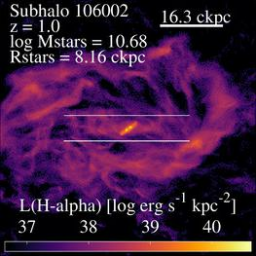 Subhalo 106002
z = 1.0
log Mstars = 10.68
Rstars = 8.16 ckpc
16.3 ckpc
L(H-alpha) [log erg s⁻¹ kpc⁻²]
37 38 39 40